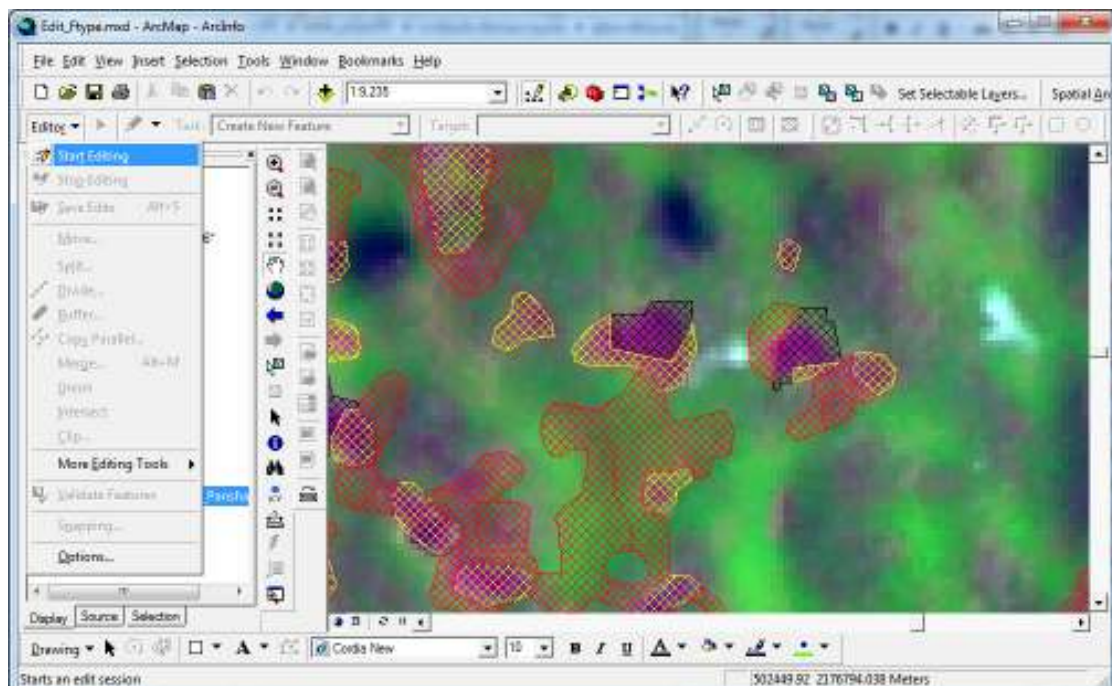 Edit_Ftype.mxd - ArcMap - ArcInfo
File Edit View Insert Selection Tools Window Bookmarks Help
1:9,235 Set Selectable Layers... Spatial An
Editor Task: Create New Feature Target:
Start Editing
Stop Editing
Save Edits Alt+S
Move...
Split...
Divide...
Buffer...
Copy Parallel...
Merge... Alt+M
Union
Intersect
Clip...
More Editing Tools
Validate Features
Snapping...
Options...
Display Source Selection
Drawing A Cordia New 10 B I U A
Starts an edit session 502449.92 2176794.038 Meters